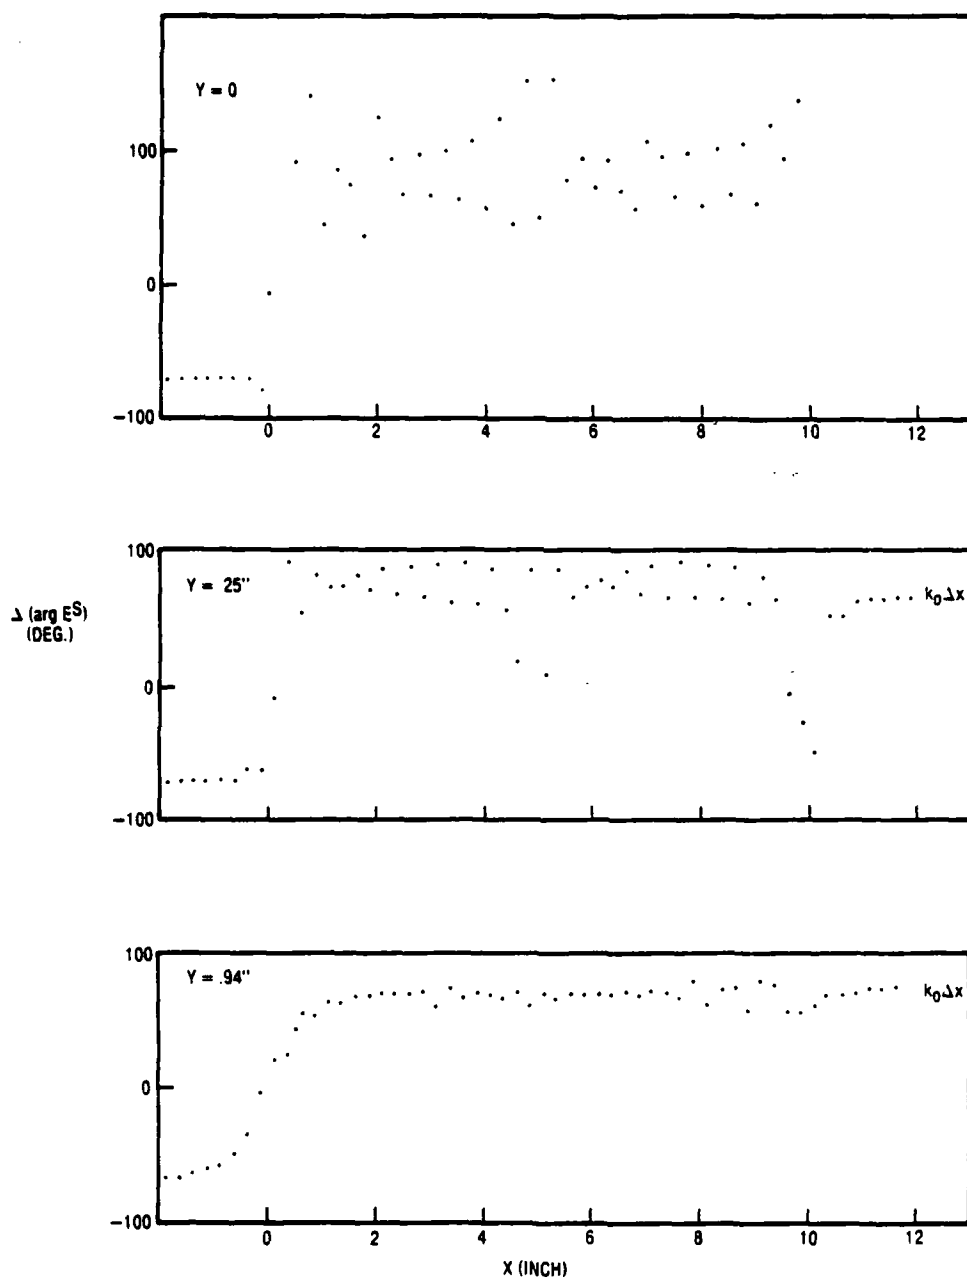 Y = 0
100
0
-100
0 2 4 6 8 10 12
100
Y = .25"
k₀Δx
Δ (arg Eˢ)
(DEG.)
0
-100
100
Y = .94"
k₀Δx
0
-100
0 2 4 6 8 10 12
X (INCH)